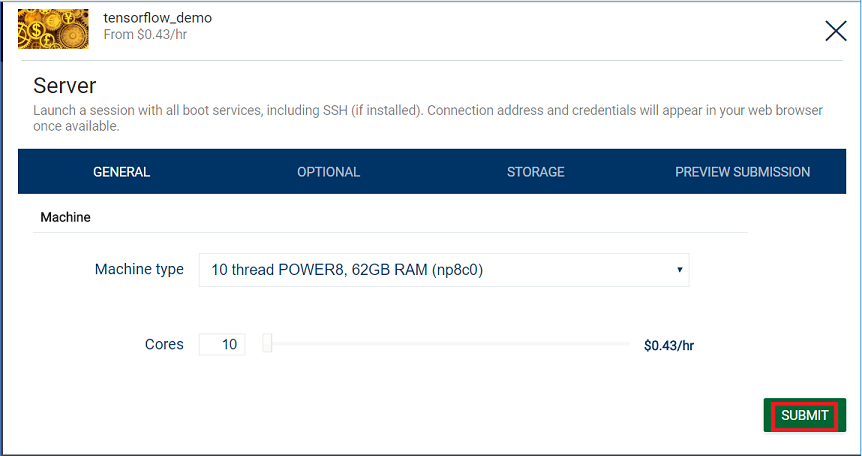 tensorflow_demo
From $0.43/hr
Server
Launch a session with all boot services, including SSH (if installed). Connection address and credentials will appear in your web browser
once available.
GENERAL OPTIONAL STORAGE PREVIEW SUBMISSION
Machine
Machine type 10 thread POWER8, 62GB RAM (np8c0)
Cores 10 $0.43/hr
SUBMIT